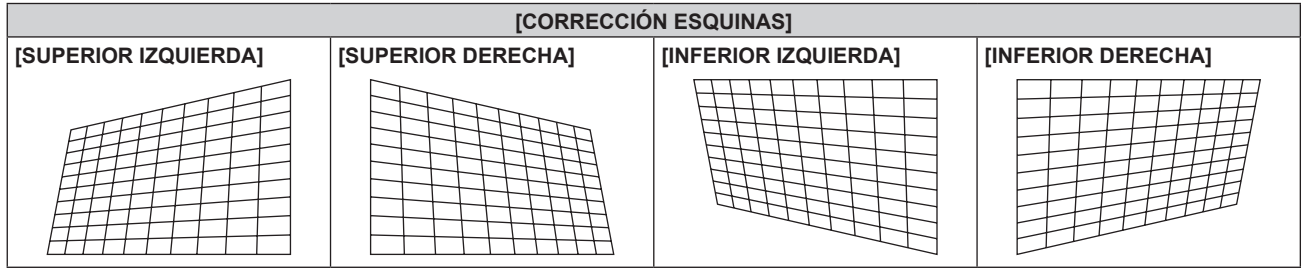 [CORRECCIÓN ESQUINAS]
[SUPERIOR IZQUIERDA] [SUPERIOR DERECHA] [INFERIOR IZQUIERDA] [INFERIOR DERECHA]